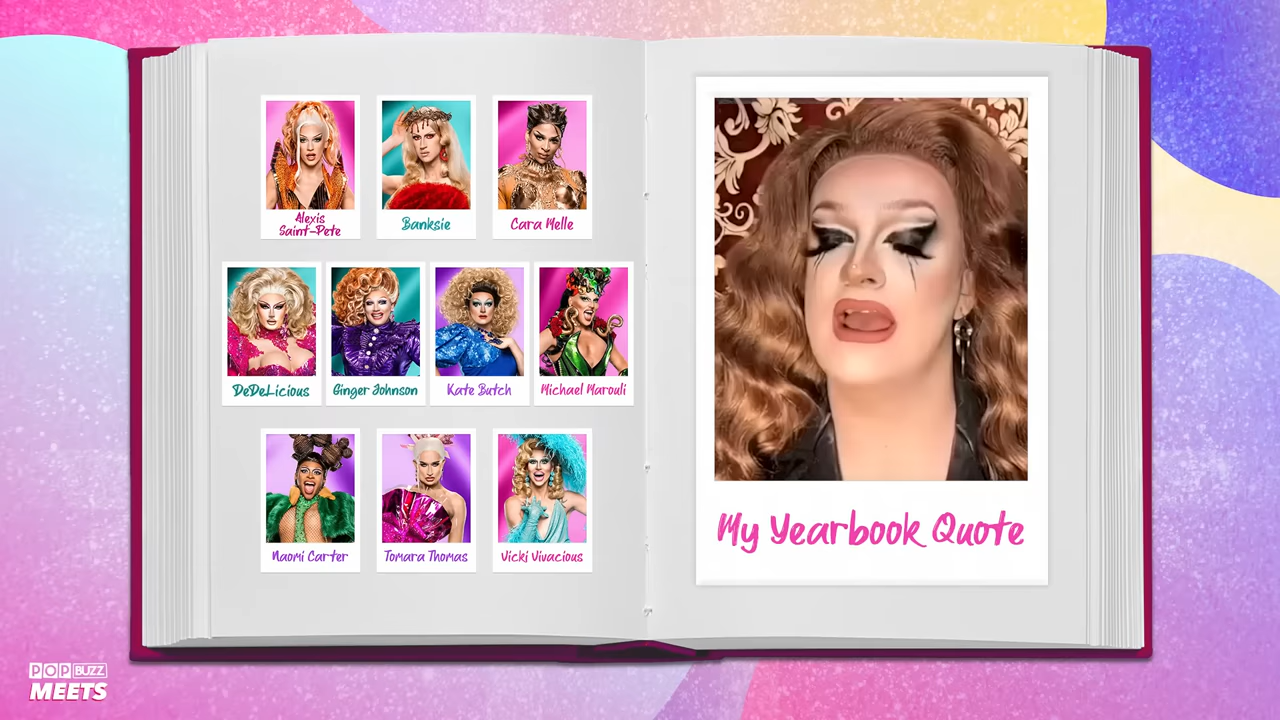 Alexis
Saint-Pete
Banksie
Cara Melle
DeDeLicious
Ginger Johnson
Kate Butch
Michael Marouli
Naomi Carter
Tomara Thomas
Vicki Vivacious
My Yearbook Quote
POP BUZZ
MEETS